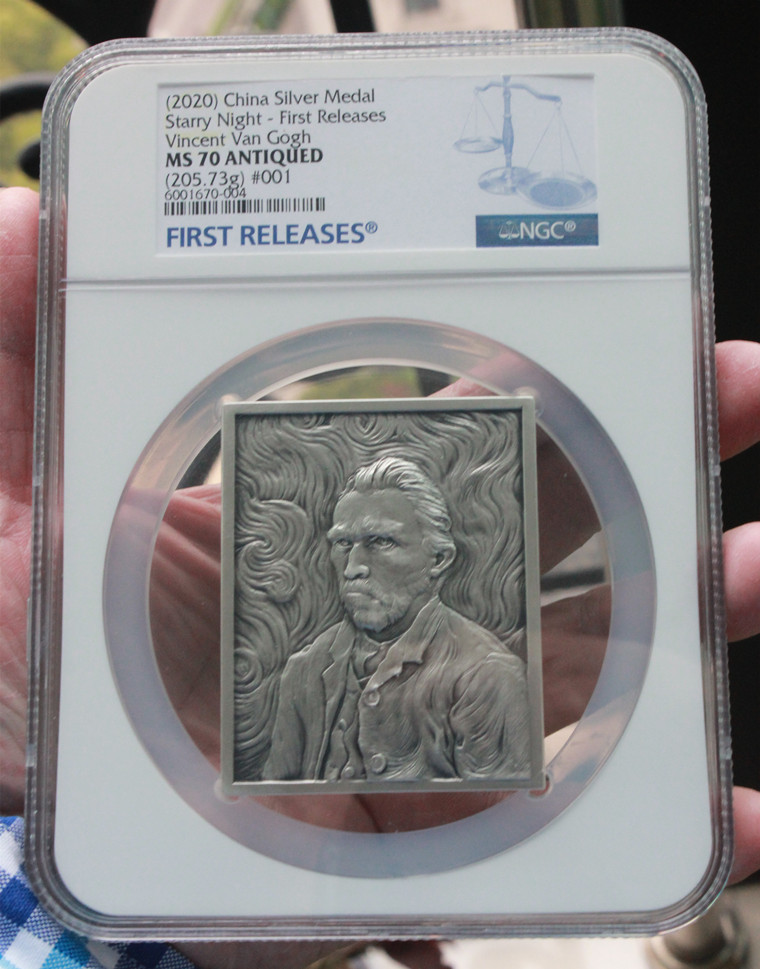 (2020) China Silver Medal
Starry Night - First Releases
Vincent Van Gogh
MS 70 ANTIQUED
(205.73g) #001
6001670-004
FIRST RELEASES®
NGC®